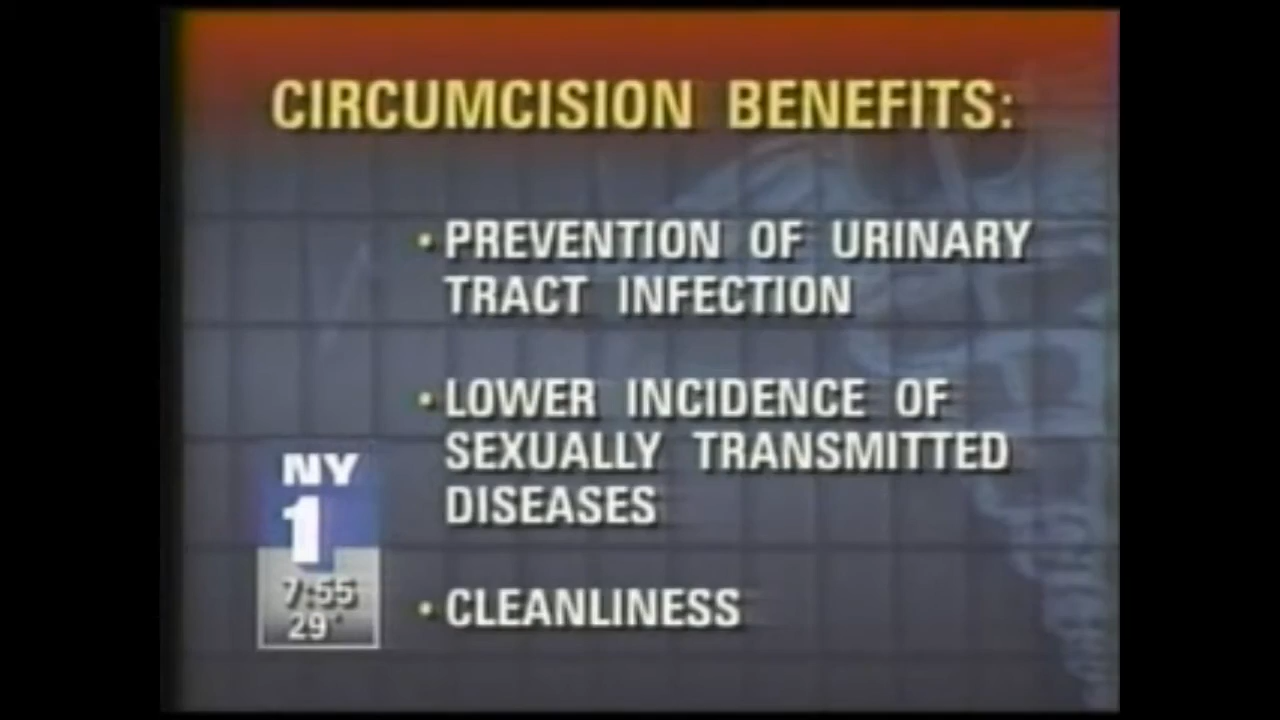 CIRCUMCISION BENEFITS:
• PREVENTION OF URINARY
TRACT INFECTION
• LOWER INCIDENCE OF
SEXUALLY TRANSMITTED
DISEASES
• CLEANLINESS
NY
1
7:55
29°